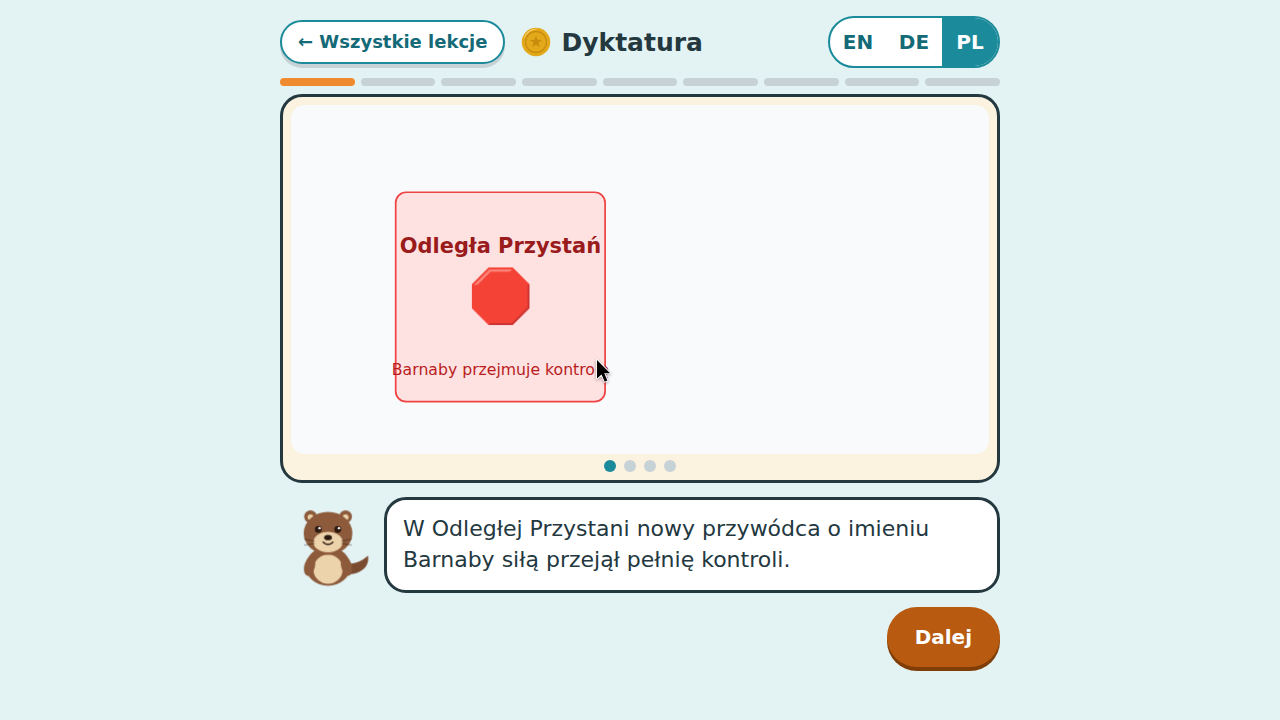 ← Wszystkie lekcje
Dyktatura
EN DE PL
Odległa Przystań
Barnaby przejmuje
W Odległej Przystani nowy przywódca o imieniu
Barnaby siłą przejął pełnię kontroli.
Dalej